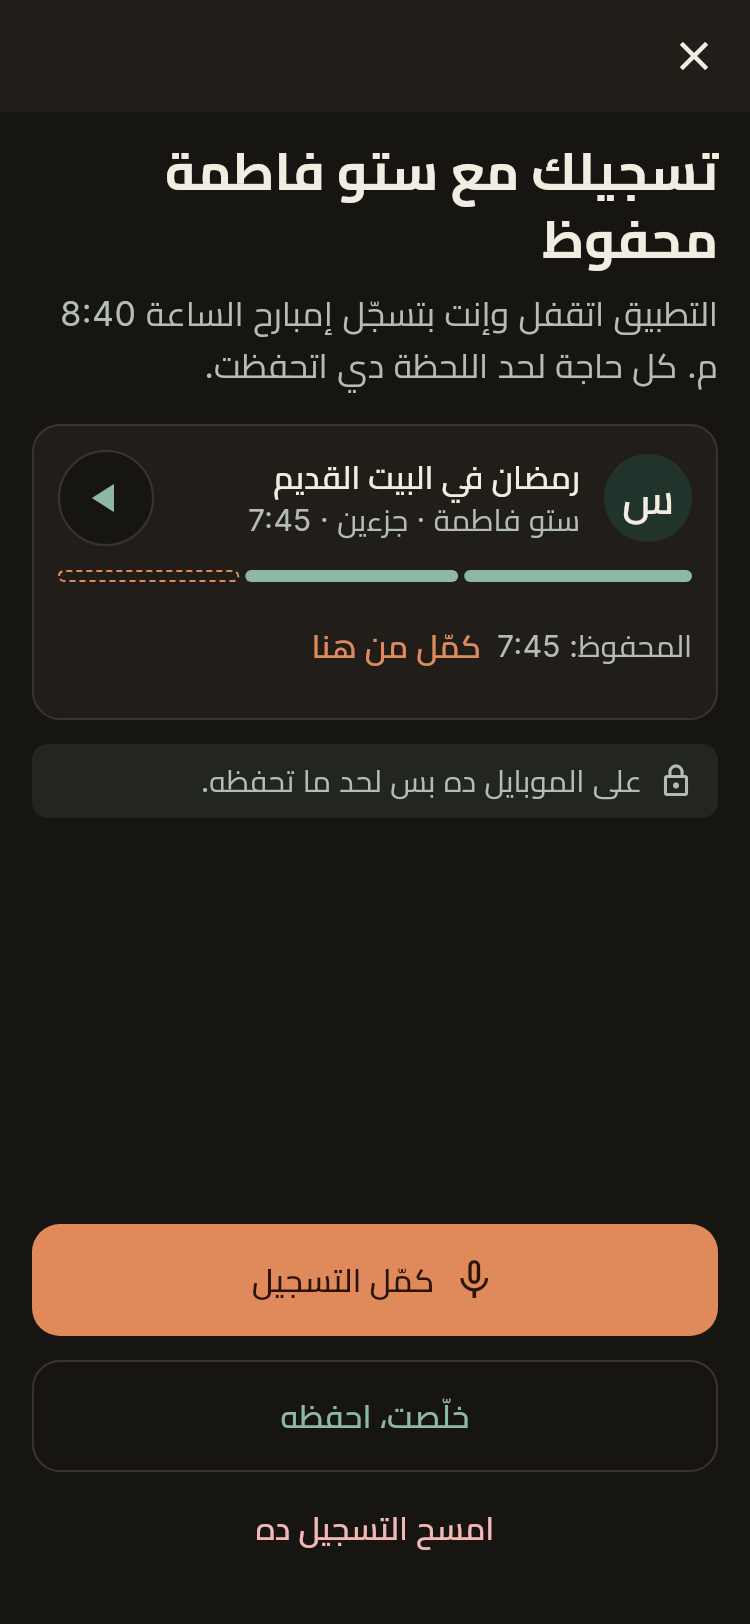 تسجيلك مع ستو فاطمة
محفوظ
التطبيق اتقفل وإنت بتسجّل إمبارح الساعة 8:40
م. كل حاجة لحد اللحظة دي اتحفظت.
س
رمضان في البيت القديم
ستو فاطمة · جزءين · 7:45
المحفوظ: 7:45 كمّل من هنا
على الموبايل ده بس لحد ما تحفظه.
كمّل التسجيل
خلّصت، احفظه
امسح التسجيل ده